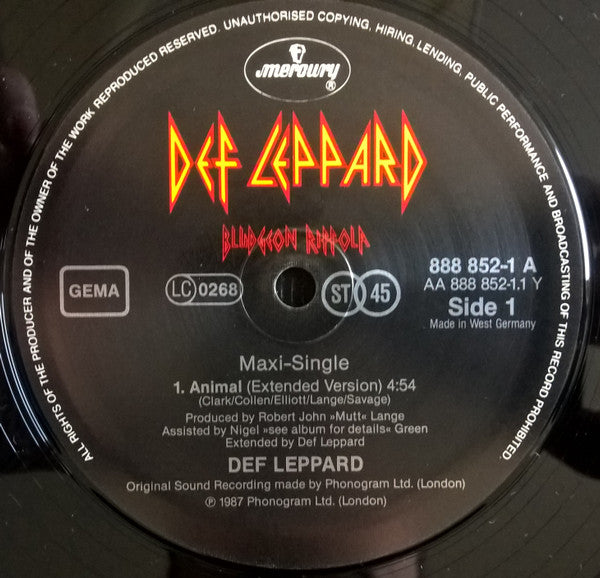 ALL RIGHTS OF THE PRODUCER AND OF THE OWNER OF THE WORK REPRODUCED RESERVED. UNAUTHORISED COPYING, HIRING, LENDING, PUBLIC PERFORMANCE AND BROADCASTING OF THIS RECORD PROHIBITED.
mercury
®
DEF LEPPARD
BLUDGEON RIFFOLA
GEMA
LC 0268
ST 45
888 852-1 A
AA 888 852-1.1 Y
Side 1
Made in West Germany
Maxi-Single
1. Animal (Extended Version) 4:54
(Clark/Collen/Elliott/Lange/Savage)
Produced by Robert John »Mutt« Lange
Assisted by Nigel »see album for details« Green
Extended by Def Leppard
DEF LEPPARD
Original Sound Recording made by Phonogram Ltd. (London)
℗ 1987 Phonogram Ltd. (London)